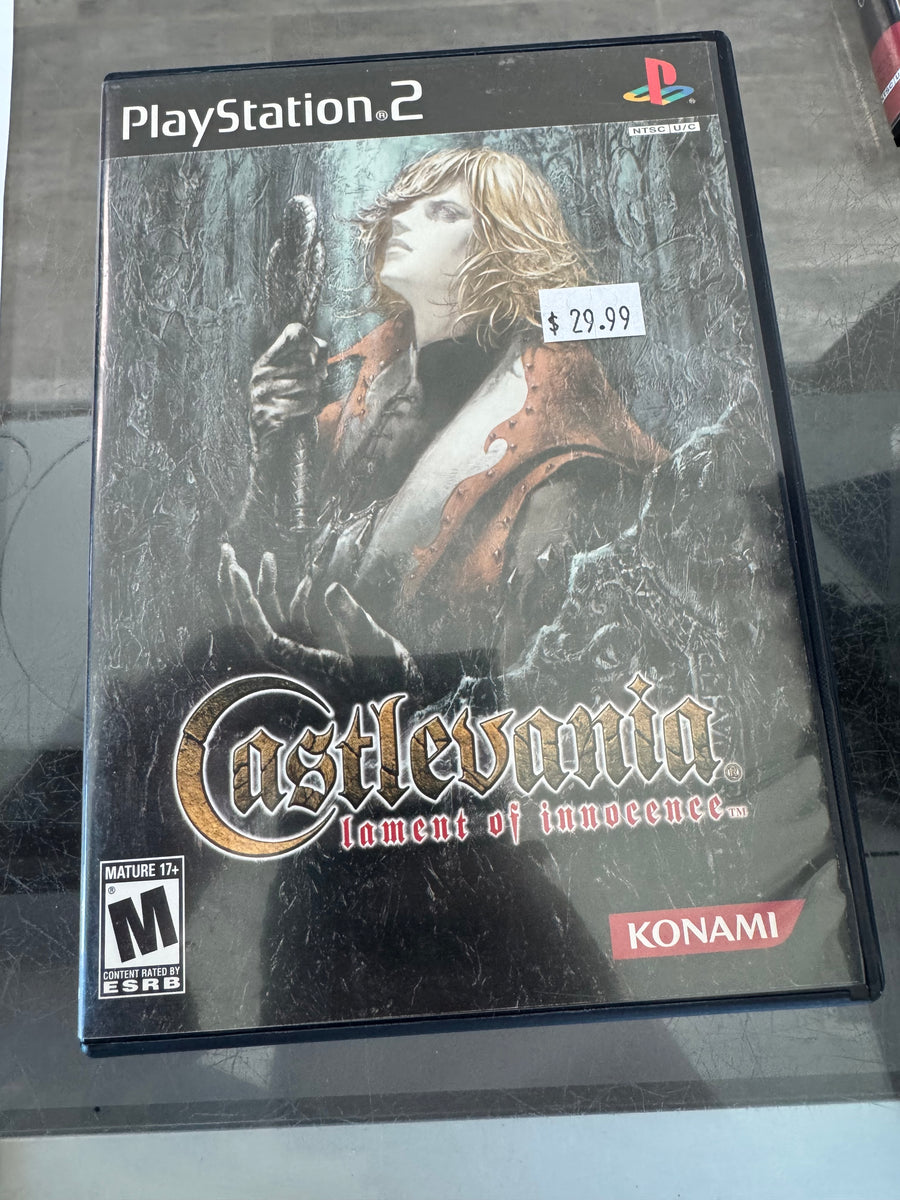 PlayStation®2
NTSC U/C
$ 29.99
Castlevania®
lament of innocence™
MATURE 17+
®
M
CONTENT RATED BY
ESRB
KONAMI